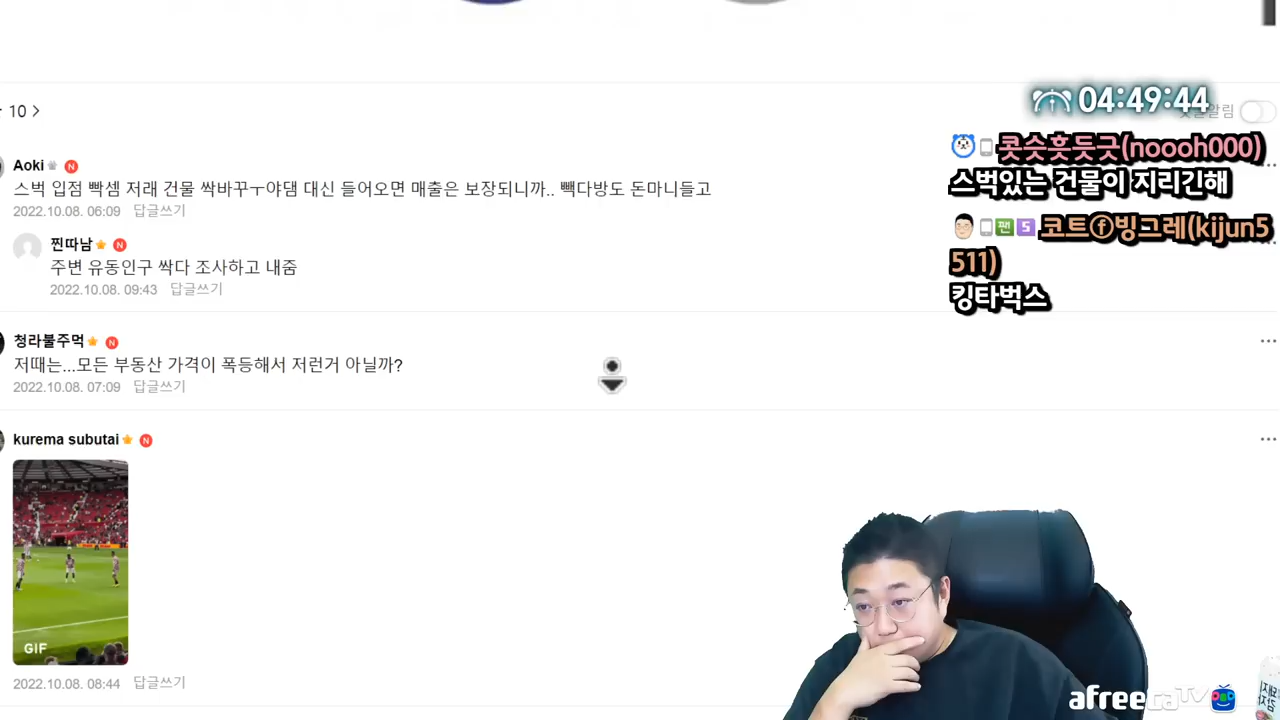 10
04:49:44
알림
콧슷흣듯긋(noooh000)
스벅있는 건물이 지리긴해
짼 S 코트ⓕ빙그레(kijun5
511)
킹타벅스
Aoki N
스벅 입점 빡셈 저래 건물 싹바꾸ㅜ야댐 대신 들어오면 매출은 보장되니까.. 빽다방도 돈마니들고
2022.10.08. 06:09 답글쓰기
찐따남 N
주변 유동인구 싹다 조사하고 내줌
2022.10.08. 09:43 답글쓰기
청라불주먹 N
저때는...모든 부동산 가격이 폭등해서 저런거 아닐까?
2022.10.08. 07:09 답글쓰기
kurema subutai N
GIF
2022.10.08. 08:44 답글쓰기
afreecaTV